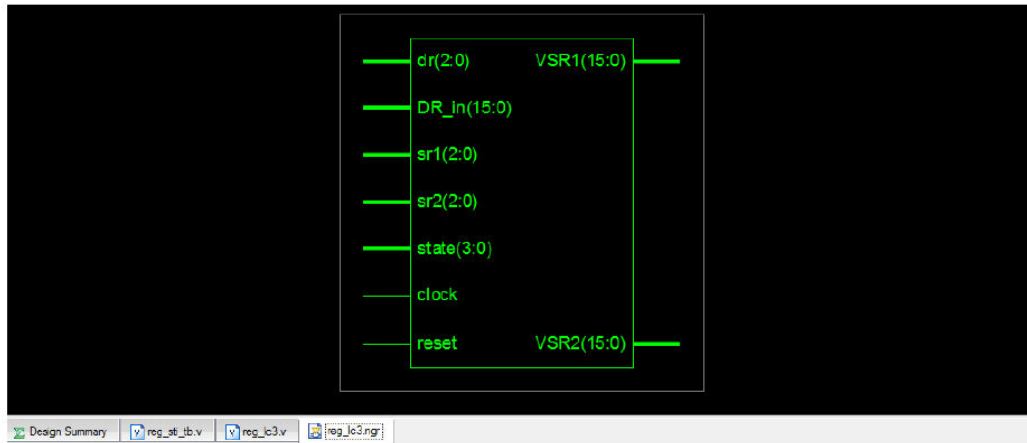 dr(2:0) VSR1(15:0)
DR_in(15:0)
sr1(2:0)
sr2(2:0)
state(3:0)
clock
reset VSR2(15:0)
Design Summary reg_sti_tb.v reg_lc3.v reg_lc3.ngr